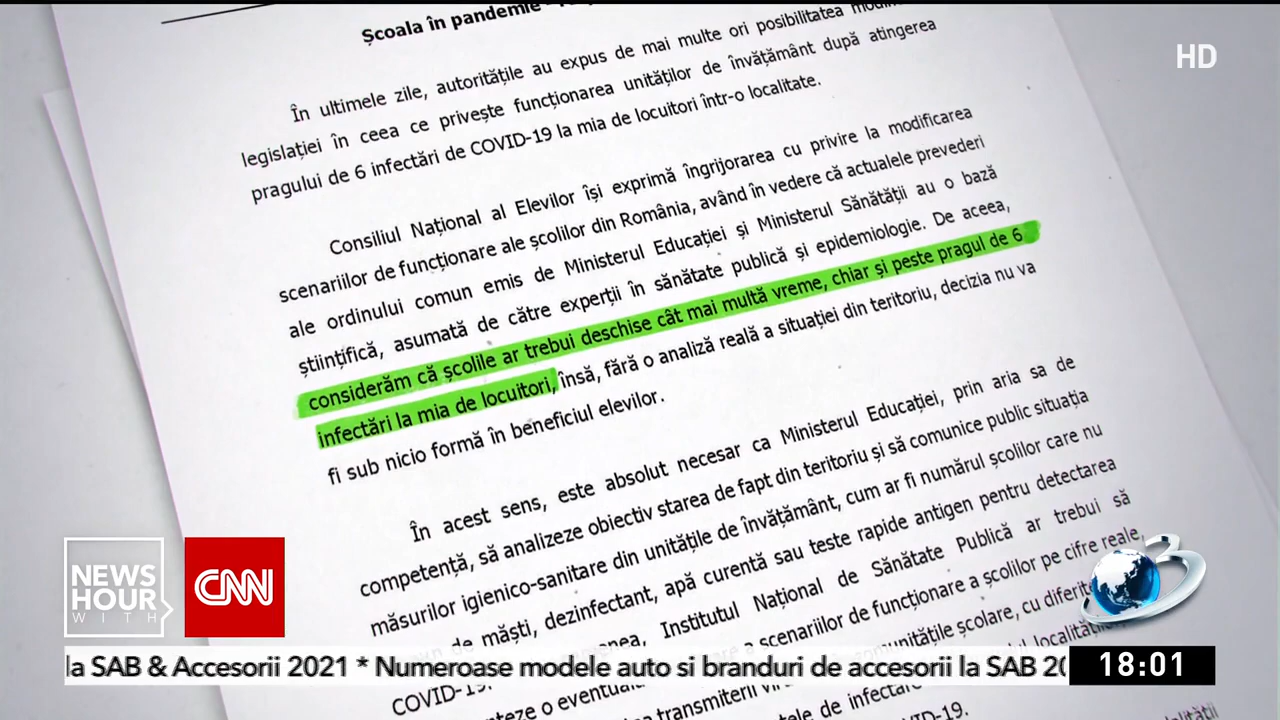 Școala în pandemie
HD
În ultimele zile, autoritățile au expus de mai multe ori posibilitatea
legislației în ceea ce privește funcționarea unităților de învățământ după atingerea
pragului de 6 infectări de COVID-19 la mia de locuitori într-o localitate.
Consiliul Național al Elevilor își exprimă îngrijorarea cu privire la modificarea
scenariilor de funcționare ale școlilor din România, având în vedere că actualele prevederi
ale ordinului comun emis de Ministerul Educației și Ministerul Sănătății au o bază
științifică, asumată de către experții în sănătate publică și epidemiologie. De aceea,
considerăm că școlile ar trebui deschise cât mai multă vreme, chiar și peste pragul de 6
infectări la mia de locuitori, însă, fără o analiză reală a situației din teritoriu, decizia nu va
fi sub nicio formă în beneficiul elevilor.
În acest sens, este absolut necesar ca Ministerul Educației, prin aria sa de
competență, să analizeze obiectiv starea de fapt din teritoriu și să comunice public situația
măsurilor igienico-sanitare din unitățile de învățământ, cum ar fi numărul școlilor care nu
de măști, dezinfectant, apă curentă sau teste rapide antigen pentru detectarea
COVID-19. Institutul Național de Sănătate Publică ar trebui să
o a scenariilor de funcționare a școlilor pe cifre reale,
transmiterii comunitățile școlare, cu
de infectare localităților
NEWS
HOUR
WITH
CNN
3
la SAB & Accesorii 2021 * Numeroase modele auto si branduri de accesorii la SAB
18:01